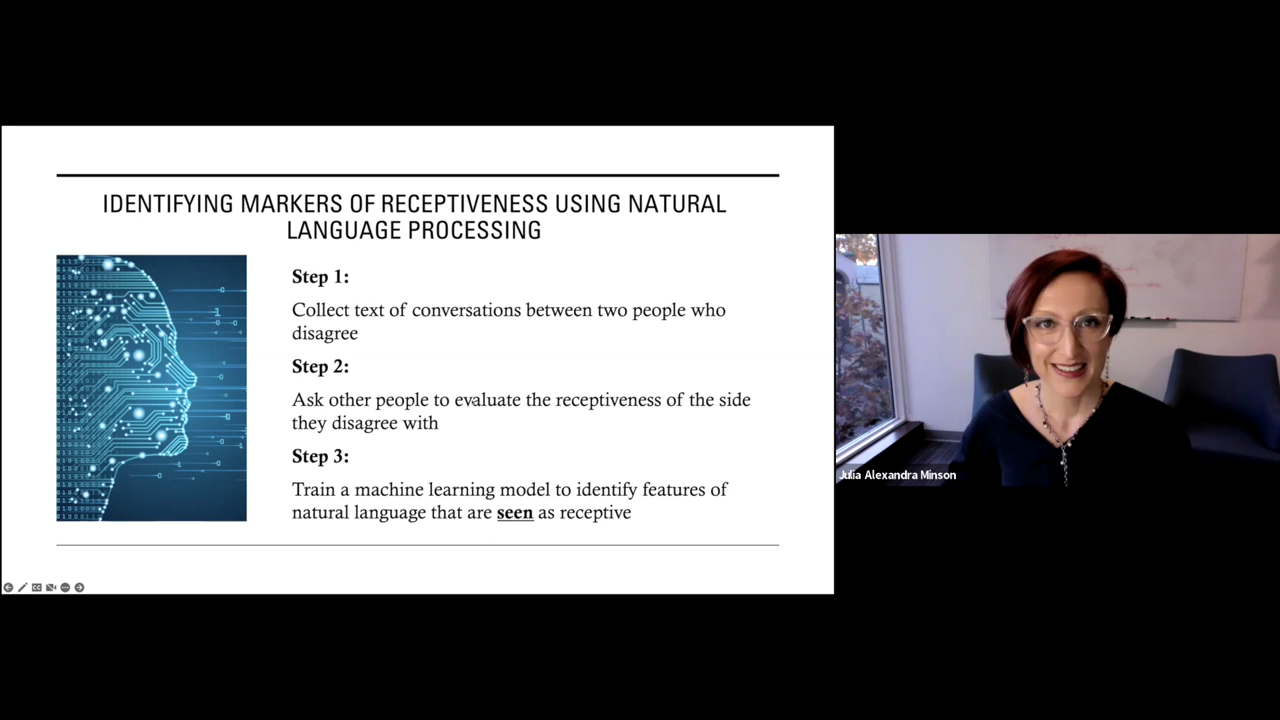 IDENTIFYING MARKERS OF RECEPTIVENESS USING NATURAL
LANGUAGE PROCESSING
Step 1:
Collect text of conversations between two people who
disagree
Step 2:
Ask other people to evaluate the receptiveness of the side
they disagree with
Step 3:
Train a machine learning model to identify features of
natural language that are seen as receptive
Julia Alexandra Minson